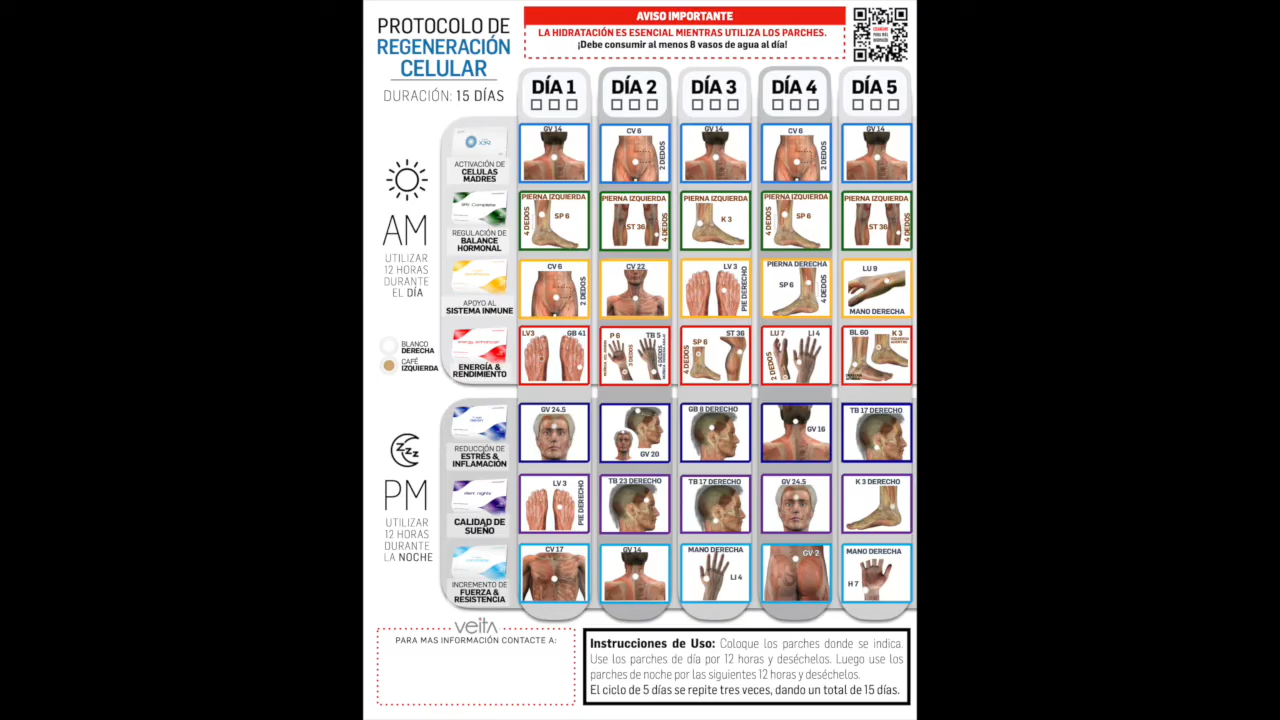 PROTOCOLO DE
REGENERACIÓN
CELULAR
DURACIÓN: 15 DÍAS
AVISO IMPORTANTE
LA HIDRATACIÓN ES ESENCIAL MIENTRAS UTILIZA LOS PARCHES.
¡Debe consumir al menos 8 vasos de agua al día!
DÍA 1 DÍA 2 DÍA 3 DÍA 4 DÍA 5
AM
UTILIZAR
12 HORAS
DURANTE
EL DÍA
BLANCO
DERECHA
CAFÉ
IZQUIERDA
X39
ACTIVACIÓN DE
CELULAS
MADRES
GV 14
CV 6
2 DEDOS
GV 14
CV 6
2 DEDOS
GV 14
REGULACIÓN DE
BALANCE
HORMONAL
PIERNA IZQUIERDA
4 DEDOS
SP 6
PIERNA IZQUIERDA
ST 36
4 DEDOS
PIERNA IZQUIERDA
K 3
PIERNA IZQUIERDA
4 DEDOS
SP 6
PIERNA IZQUIERDA
ST 36
4 DEDOS
APOYO AL
SISTEMA INMUNE
CV 6
2 DEDOS
CV 22
LV 3
PIE DERECHO
PIERNA DERECHA
SP 6
4 DEDOS
LU 9
MANO DERECHA
energy enhancer
ENERGÍA &
RENDIMIENTO
LV3 GB 41
P 6 TB 5
SP 6 ST 36
4 DEDOS
LU 7 LI 4
2 DEDOS
BL 60 K 3
PM
UTILIZAR
12 HORAS
DURANTE
LA NOCHE
REDUCCIÓN DE
ESTRÉS &
INFLAMACIÓN
GV 24.5
GV 20
GB 8 DERECHO
GV 16
TB 17 DERECHO
silent nights
CALIDAD DE
SUEÑO
LV 3
PIE DERECHO
TB 23 DERECHO
TB 17 DERECHO
GV 24.5
K 3 DERECHO
INCREMENTO DE
FUERZA &
RESISTENCIA
CV 17
GV 14
MANO DERECHA
LI 4
GV 2
MANO DERECHA
H 7
veita
PARA MAS INFORMACIÓN CONTACTE A:
Instrucciones de Uso: Coloque los parches donde se indica.
Use los parches de día por 12 horas y deséchelos. Luego use los
parches de noche por las siguientes 12 horas y deséchelos.
El ciclo de 5 días se repite tres veces, dando un total de 15 días.